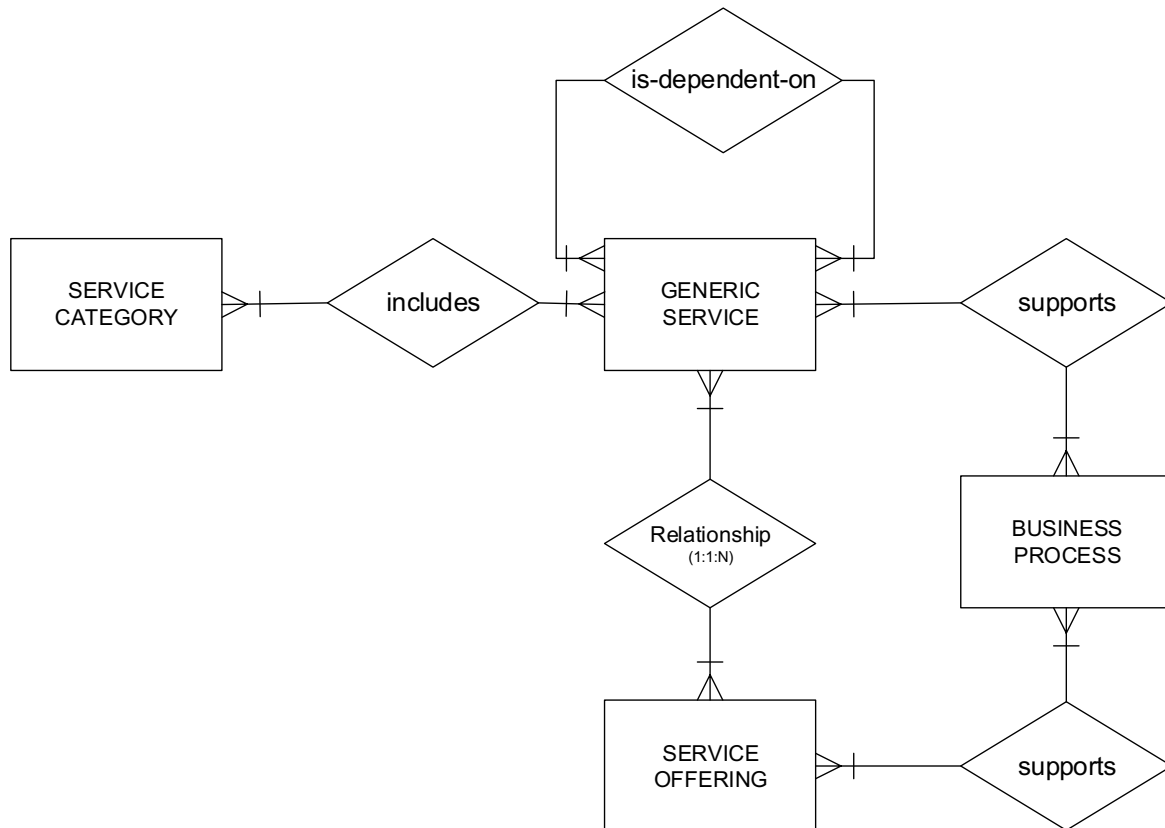 is-dependent-on
SERVICE
CATEGORY
includes
GENERIC
SERVICE
supports
Relationship
(1:1:N)
BUSINESS
PROCESS
SERVICE
OFFERING
supports